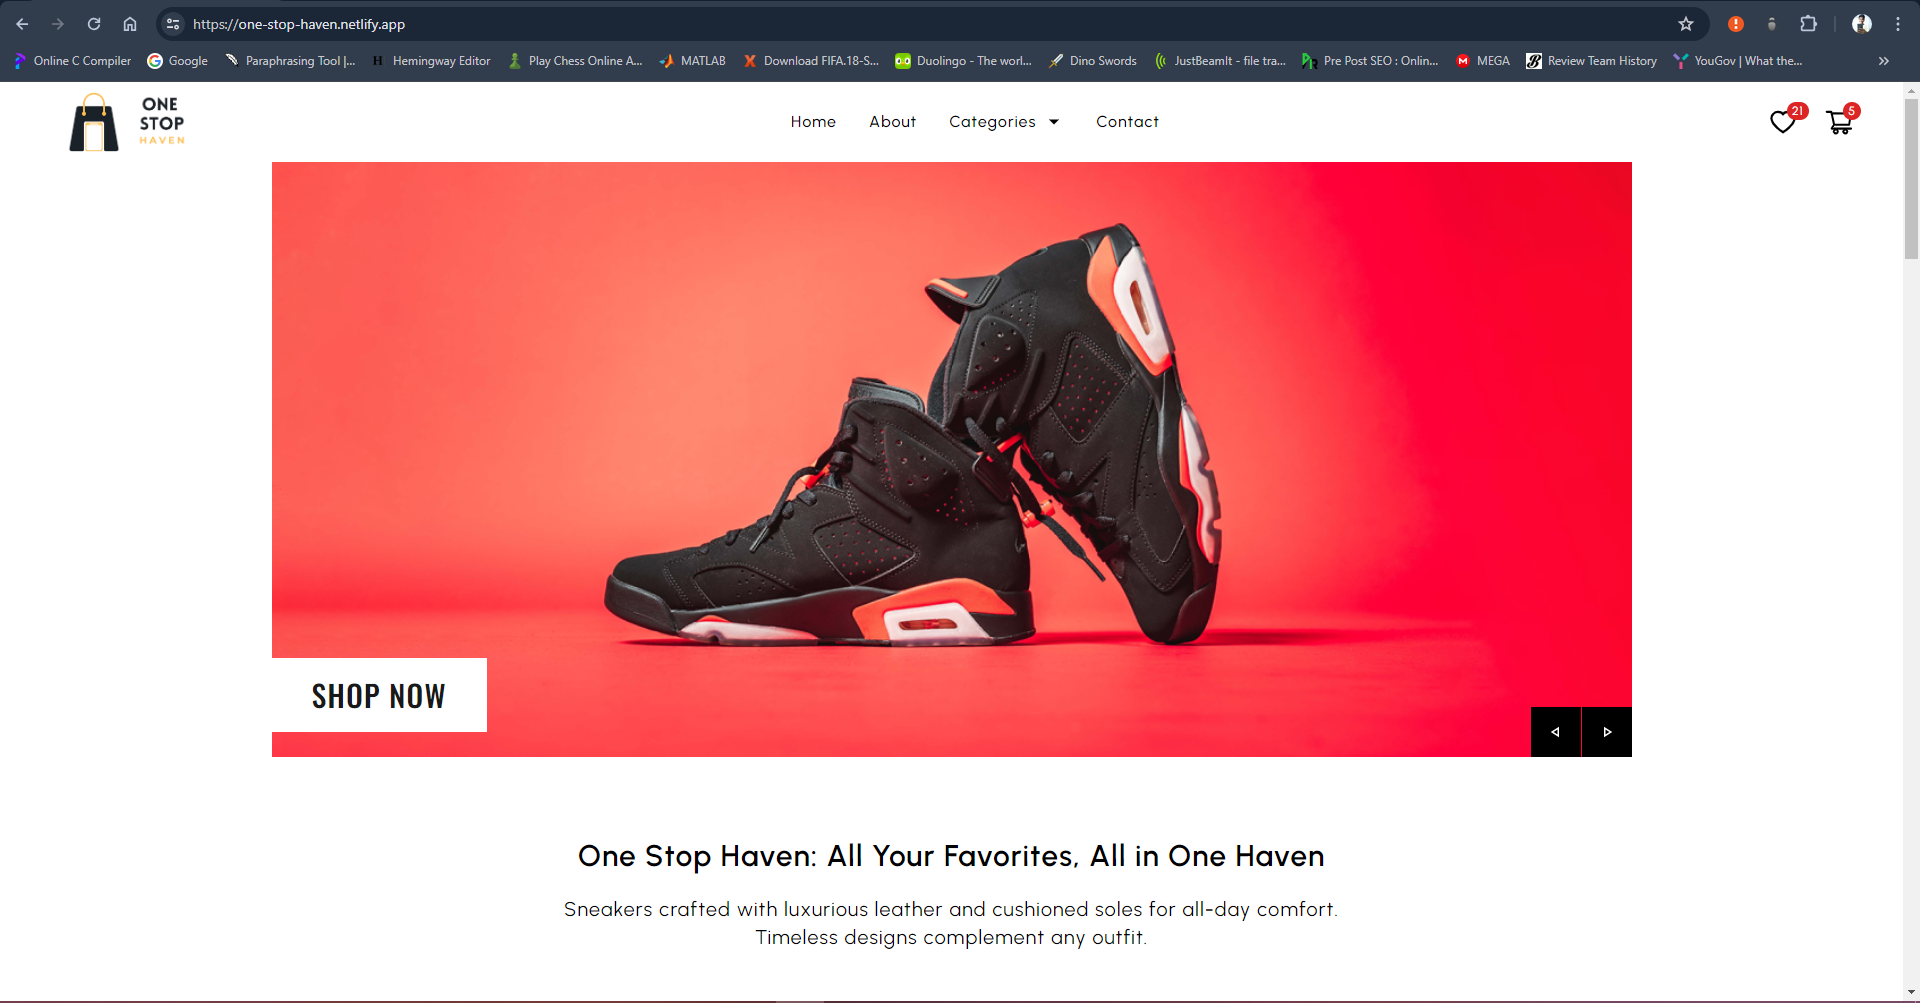 https://one-stop-haven.netlify.app
Online C Compiler
Google
Paraphrasing Tool |...
H Hemingway Editor
Play Chess Online A...
MATLAB
Download FIFA.18-S...
Duolingo - The worl...
Dino Swords
JustBeamIt - file tra...
Pre Post SEO : Onlin...
MEGA
Review Team History
YouGov | What the...
ONE
STOP
HAVEN
Home
About
Categories
Contact
21
5
SHOP NOW
One Stop Haven: All Your Favorites, All in One Haven
Sneakers crafted with luxurious leather and cushioned soles for all-day comfort.
Timeless designs complement any outfit.